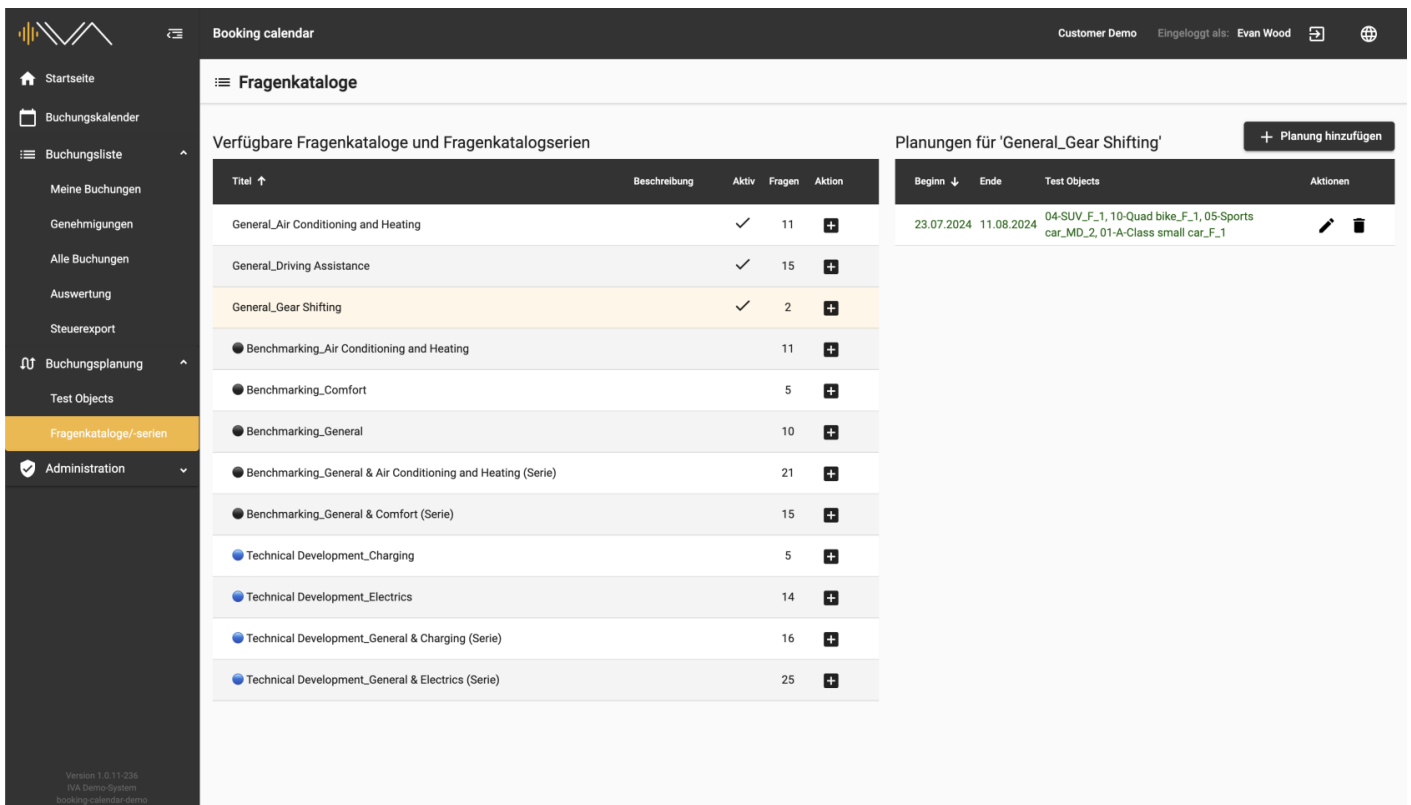 Booking calendar
Customer Demo Eingeloggt als: Evan Wood
Startseite
Buchungskalender
Buchungsliste
Meine Buchungen
Genehmigungen
Alle Buchungen
Auswertung
Steuerexport
Buchungsplanung
Test Objects
Fragenkataloge/-serien
Administration
Version 1.0.11-236
IVA Demo-System
booking-calendar-demo
Fragenkataloge
Verfügbare Fragenkataloge und Fragenkatalogserien
Titel Beschreibung Aktiv Fragen Aktion
General_Air Conditioning and Heating 11
General_Driving Assistance 15
General_Gear Shifting 2
Benchmarking_Air Conditioning and Heating 11
Benchmarking_Comfort 5
Benchmarking_General 10
Benchmarking_General & Air Conditioning and Heating (Serie) 21
Benchmarking_General & Comfort (Serie) 15
Technical Development_Charging 5
Technical Development_Electrics 14
Technical Development_General & Charging (Serie) 16
Technical Development_General & Electrics (Serie) 25
Planungen für 'General_Gear Shifting'
+ Planung hinzufügen
Beginn Ende Test Objects Aktionen
23.07.2024 11.08.2024 04-SUV_F_1, 10-Quad bike_F_1, 05-Sports
car_MD_2, 01-A-Class small car_F_1